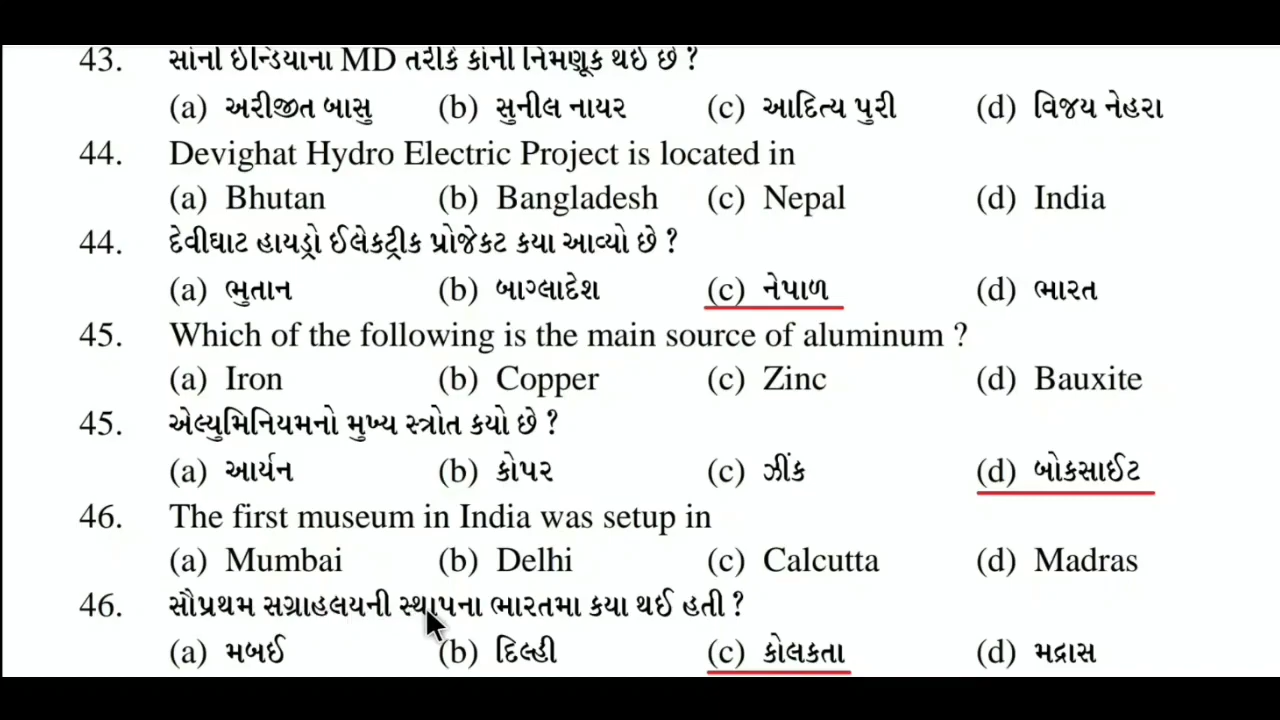 43. સોની ઈન્ડિયાના MD તરીકે કોની નિમણૂક થઈ છે ?
(a) અરીજીત બાસુ (b) સુનીલ નાયર (c) આદિત્ય પુરી (d) વિજય નેહરા
44. Devighat Hydro Electric Project is located in
(a) Bhutan (b) Bangladesh (c) Nepal (d) India
44. દેવીઘાટ હાયડ્રો ઈલેકટ્રીક પ્રોજેકટ કયા આવ્યો છે ?
(a) ભુતાન (b) બાગ્લાદેશ (c) નેપાળ (d) ભારત
45. Which of the following is the main source of aluminum ?
(a) Iron (b) Copper (c) Zinc (d) Bauxite
45. એલ્યુમિનિયમનો મુખ્ય સ્ત્રોત કયો છે ?
(a) આર્યન (b) કોપર (c) ઝીંક (d) બોકસાઈટ
46. The first museum in India was setup in
(a) Mumbai (b) Delhi (c) Calcutta (d) Madras
46. સૌપ્રથમ સગ્રાહલયની સ્થાપના ભારતમા કયા થઈ હતી ?
(a) મબઈ (b) દિલ્હી (c) કોલકતા (d) મદ્રાસ